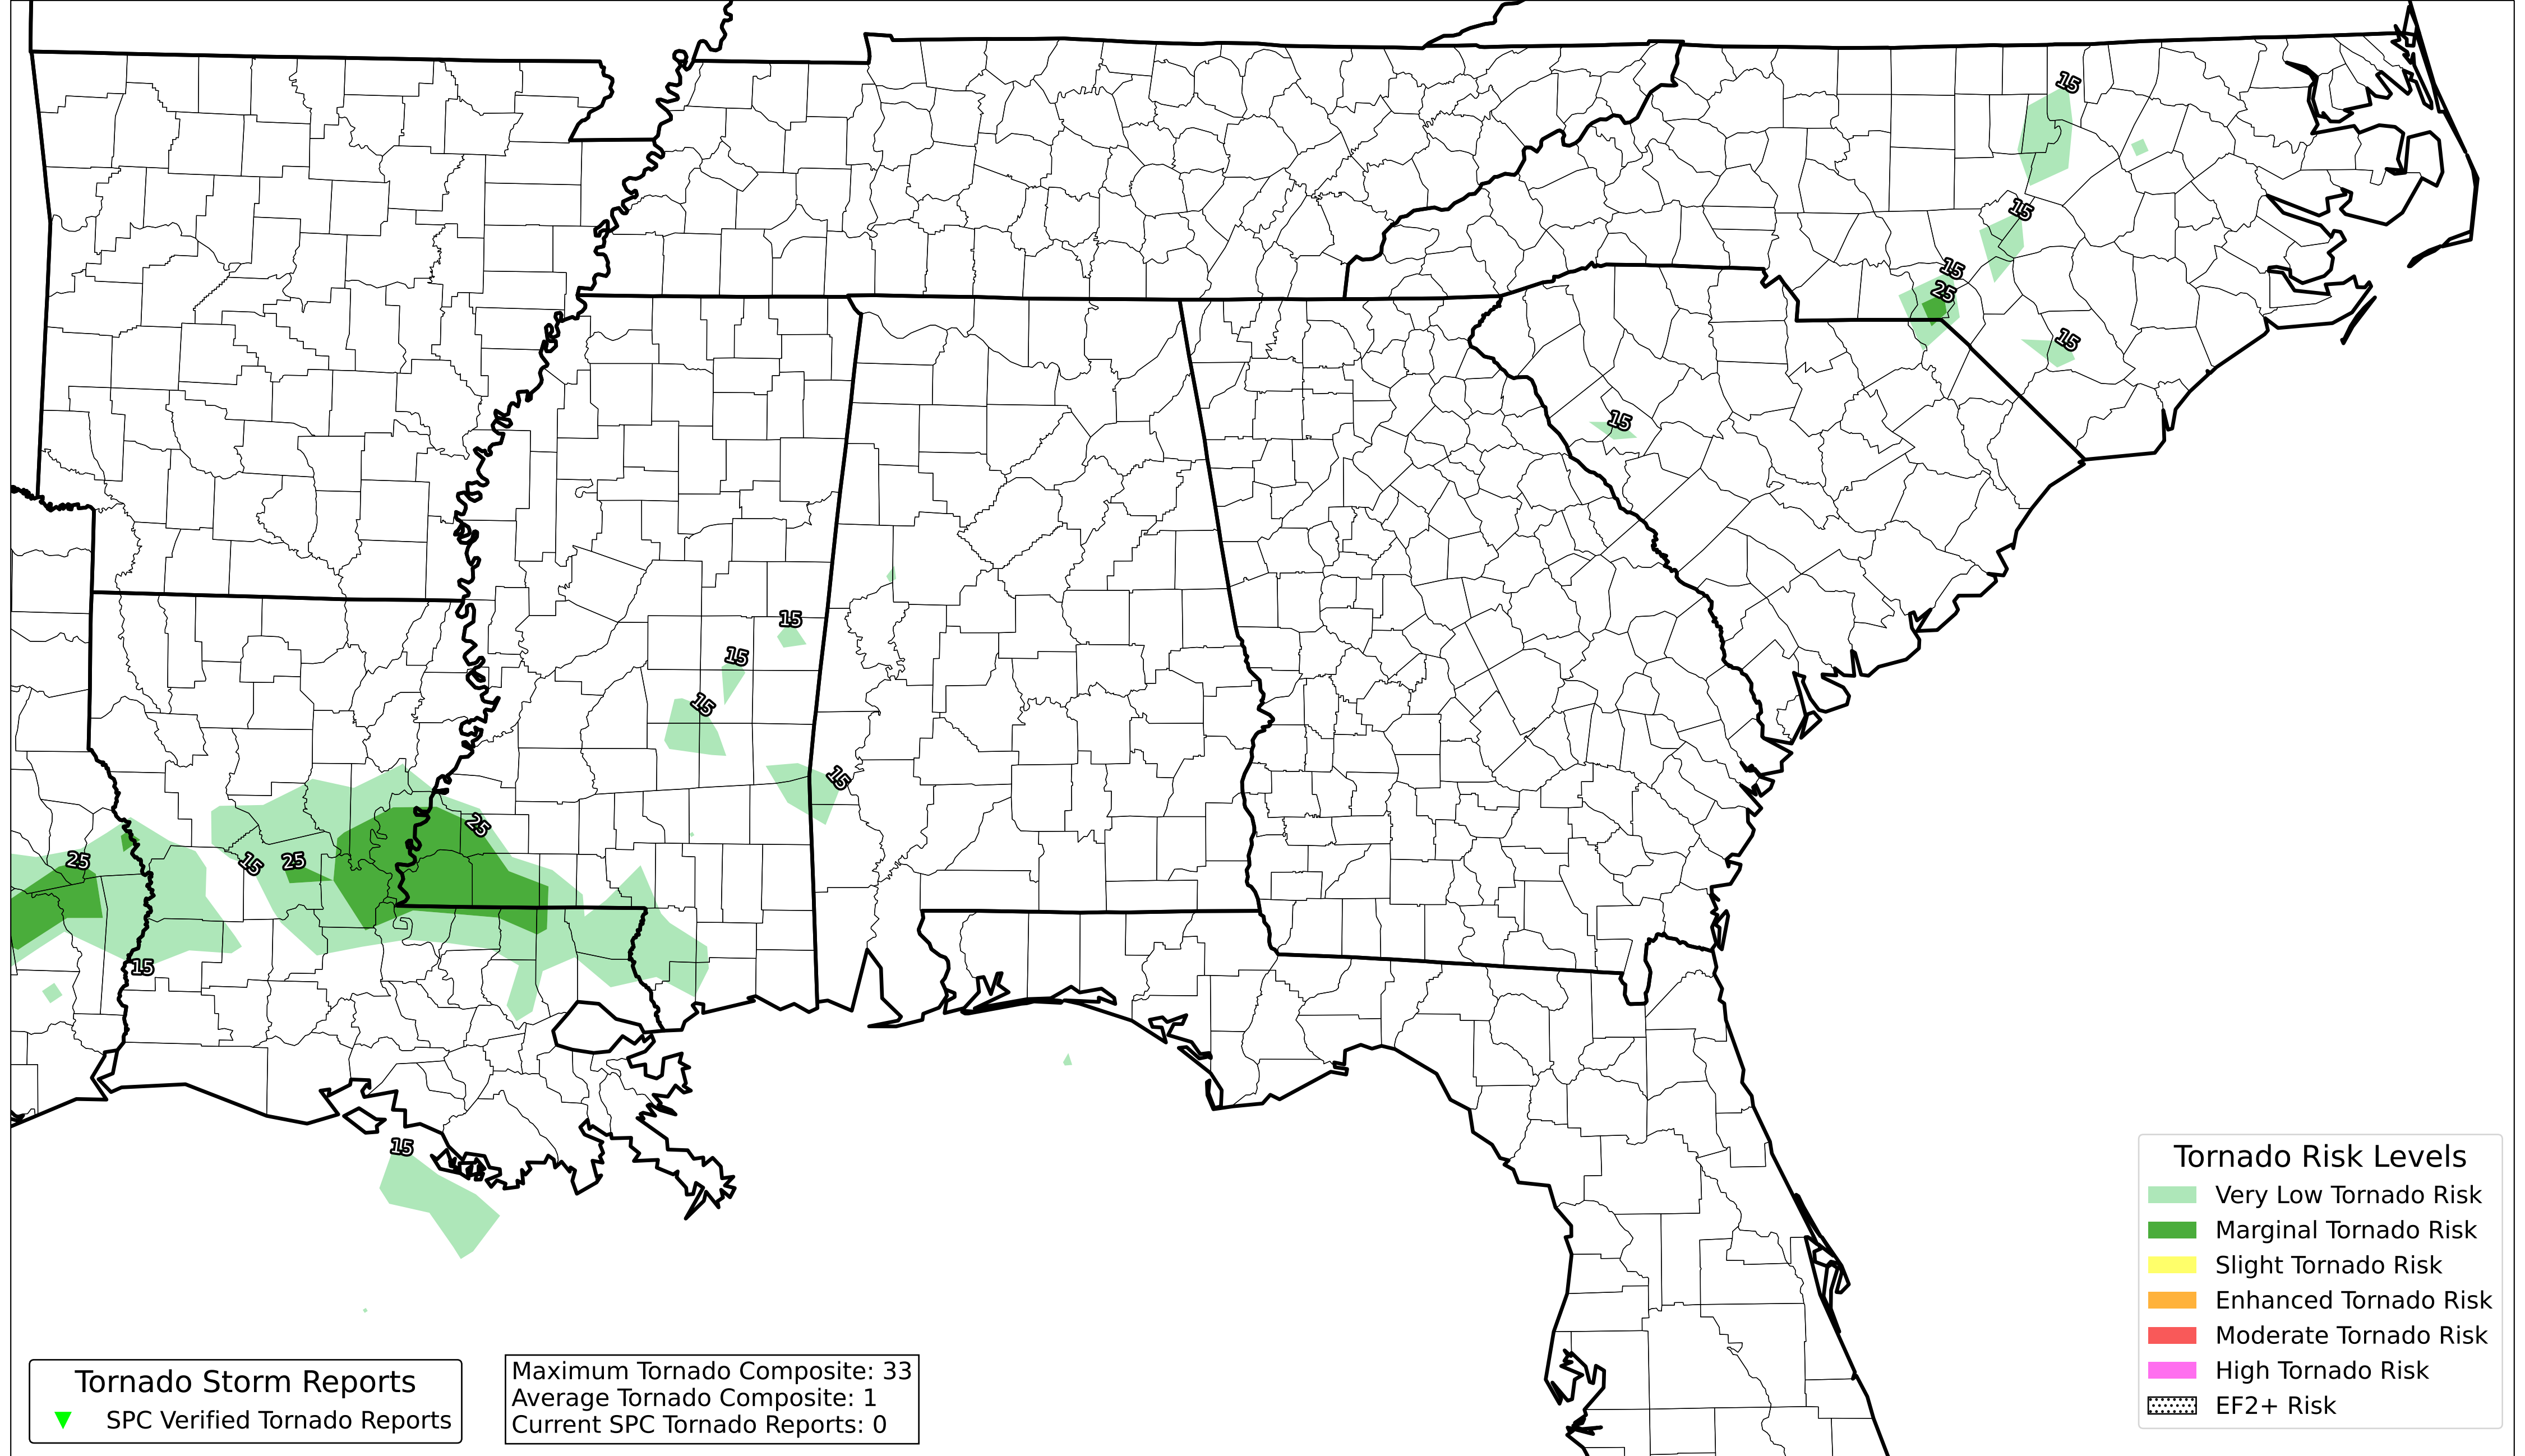 15
15
15
25
15
15
15
15
15
15
25
25
15
25
15
15
Tornado Risk Levels
Very Low Tornado Risk
Marginal Tornado Risk
Slight Tornado Risk
Enhanced Tornado Risk
Moderate Tornado Risk
High Tornado Risk
EF2+ Risk
Tornado Storm Reports
SPC Verified Tornado Reports
Maximum Tornado Composite: 33
Average Tornado Composite: 1
Current SPC Tornado Reports: 0